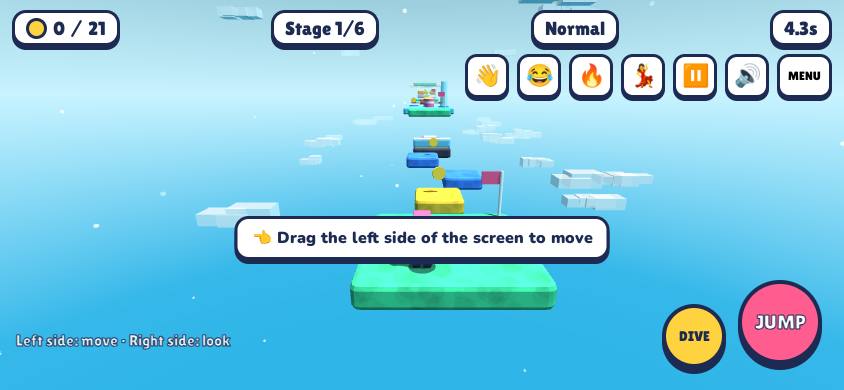 0 / 21
Stage 1/6
Normal
4.3s
MENU
Drag the left side of the screen to move
Left side: move · Right side: look
DIVE
JUMP